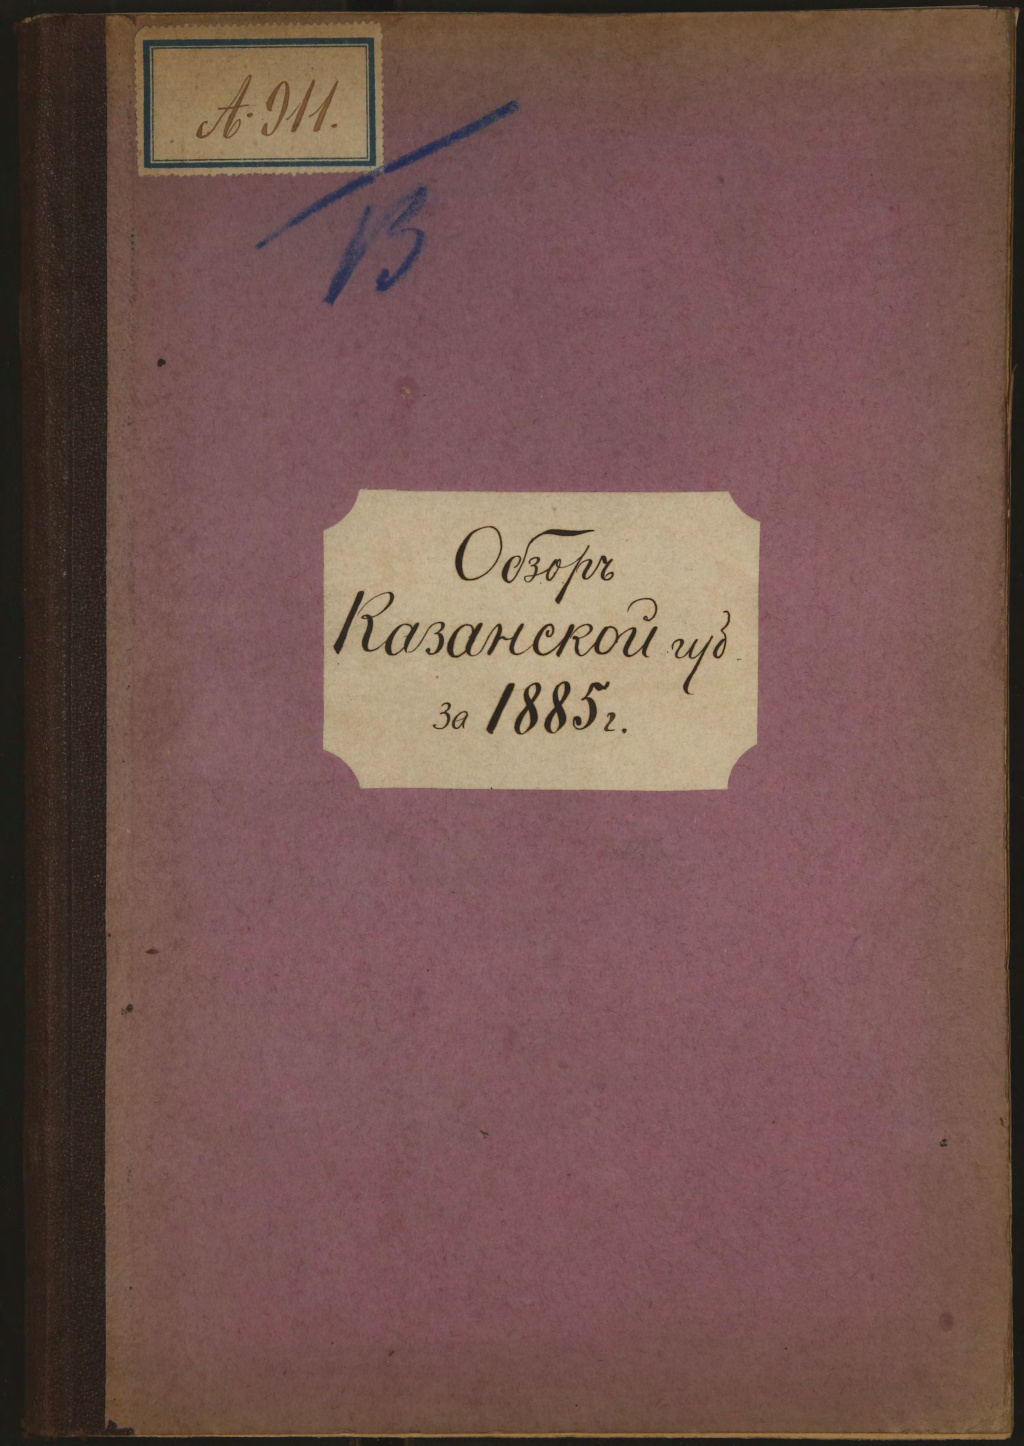 А. 911.
13
Обзоръ
Казанской губ.
за 1885 г.